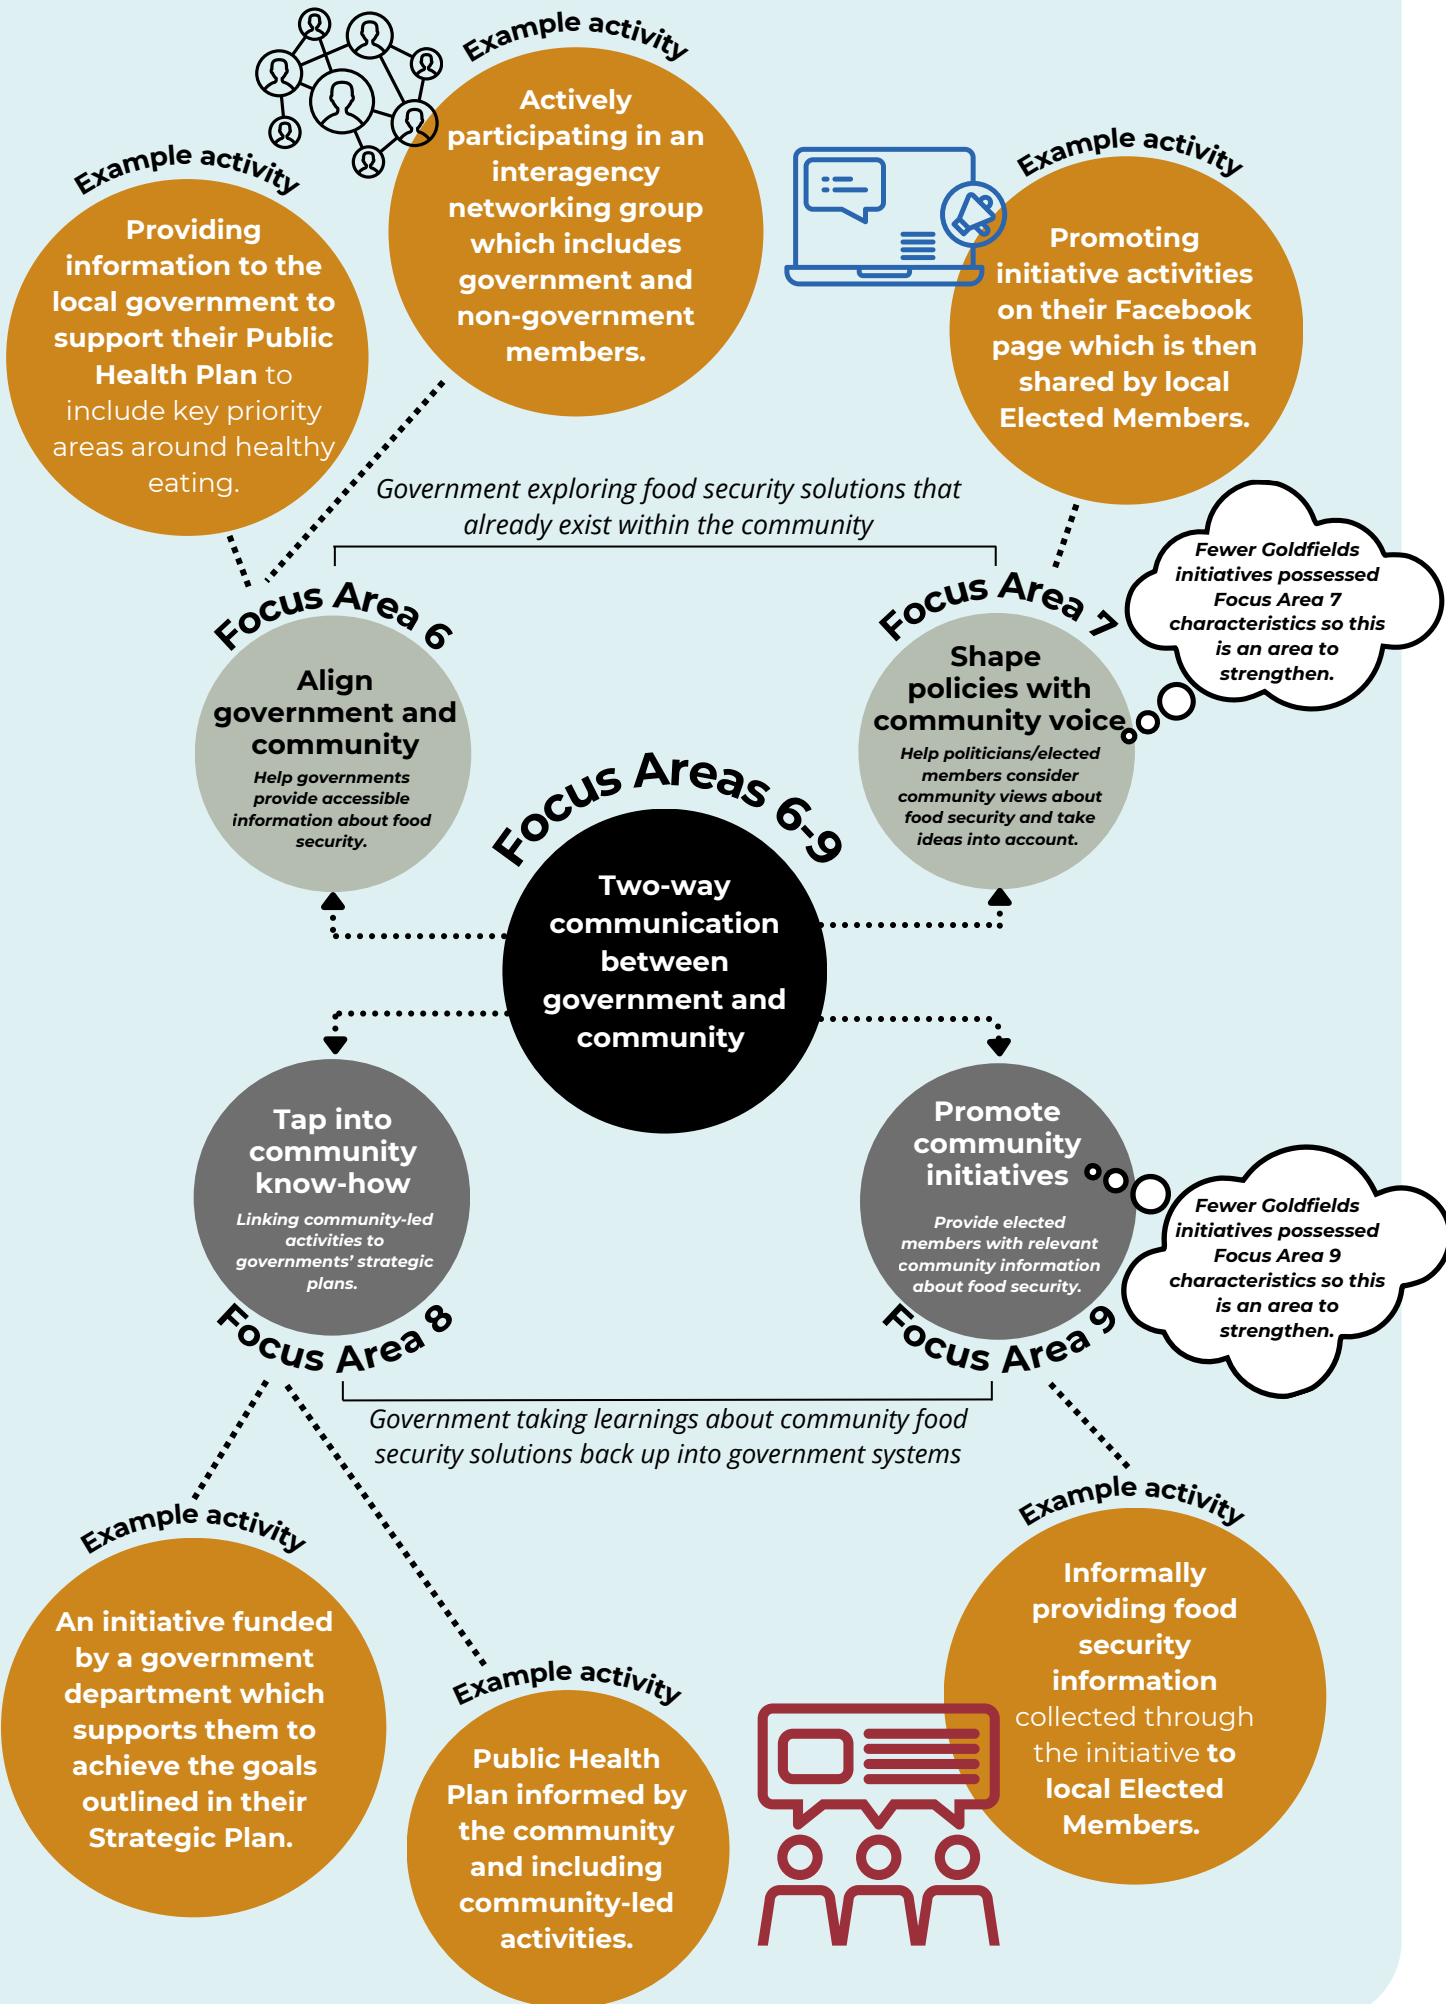 Example activity
Actively
participating in an
interagency
networking group
which includes
government and
non-government
members.
Example activity
Providing
information to the
local government to
support their Public
Health Plan to
include key priority
areas around healthy
eating.
Example activity
Promoting
initiative activities
on their Facebook
page which is then
shared by local
Elected Members.
Government exploring food security solutions that
already exist within the community
Focus Area 6
Align
government and
community
Help governments
provide accessible
information about food
security.
Focus Area 7
Shape
policies with
community voice
Help politicians/elected
members consider
community views about
food security and take
ideas into account.
Fewer Goldfields
initiatives possessed
Focus Area 7
characteristics so this
is an area to
strengthen.
Focus Areas 6-9
Two-way
communication
between
government and
community
Tap into
community
know-how
Linking community-led
activities to
governments’ strategic
plans.
Focus Area 8
Promote
community
initiatives
Provide elected
members with relevant
community information
about food security.
Focus Area 9
Fewer Goldfields
initiatives possessed
Focus Area 9
characteristics so this
is an area to
strengthen.
Government taking learnings about community food
security solutions back up into government systems
Example activity
An initiative funded
by a government
department which
supports them to
achieve the goals
outlined in their
Strategic Plan.
Example activity
Public Health
Plan informed by
the community
and including
community-led
activities.
Example activity
Informally
providing food
security
information
collected through
the initiative to
local Elected
Members.